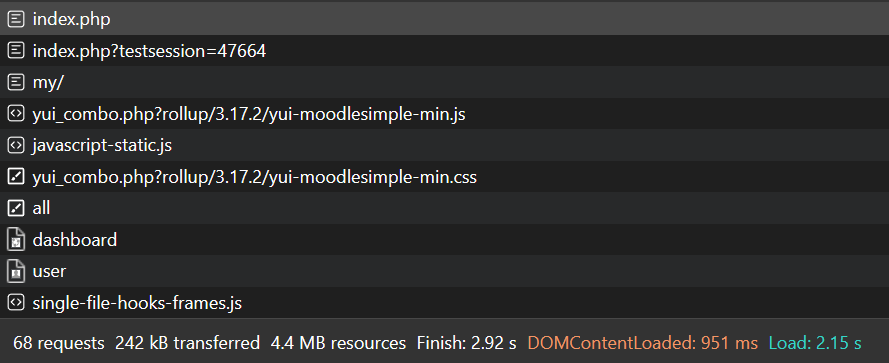 index.php
index.php?testsession=47664
my/
yui_combo.php?rollup/3.17.2/yui-moodlesimple-min.js
javascript-static.js
yui_combo.php?rollup/3.17.2/yui-moodlesimple-min.css
all
dashboard
user
single-file-hooks-frames.js
68 requests 242 kB transferred 4.4 MB resources Finish: 2.92 s DOMContentLoaded: 951 ms Load: 2.15 s